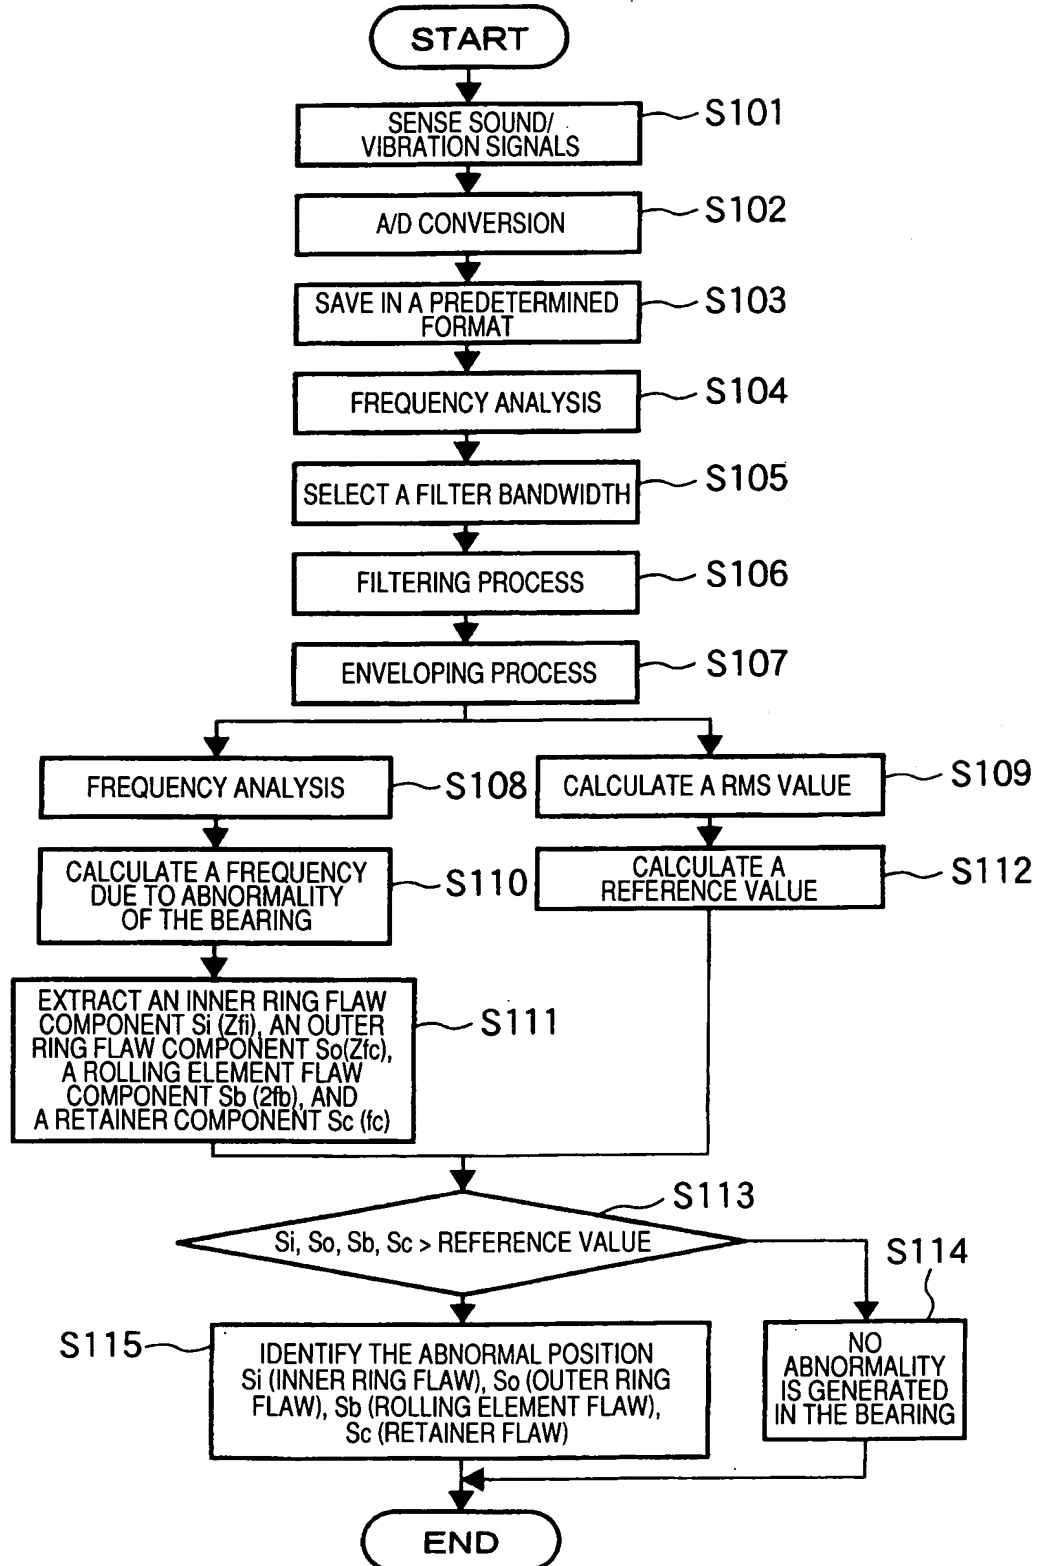 START
SENSE SOUND/
VIBRATION SIGNALS
S101
A/D CONVERSION
S102
SAVE IN A PREDETERMINED
FORMAT
S103
FREQUENCY ANALYSIS
S104
SELECT A FILTER BANDWIDTH
S105
FILTERING PROCESS
S106
ENVELOPING PROCESS
S107
FREQUENCY ANALYSIS
S108
CALCULATE A RMS VALUE
S109
CALCULATE A FREQUENCY
DUE TO ABNORMALITY
OF THE BEARING
S110
CALCULATE A
REFERENCE VALUE
S112
EXTRACT AN INNER RING FLAW
COMPONENT Si (Zfi), AN OUTER
RING FLAW COMPONENT So(Zfc),
A ROLLING ELEMENT FLAW
COMPONENT Sb (2fb), AND
A RETAINER COMPONENT Sc (fc)
S111
Si, So, Sb, Sc > REFERENCE VALUE
S113
S114
NO
ABNORMALITY
IS GENERATED
IN THE BEARING
S115
IDENTIFY THE ABNORMAL POSITION
Si (INNER RING FLAW), So (OUTER RING
FLAW), Sb (ROLLING ELEMENT FLAW),
Sc (RETAINER FLAW)
END